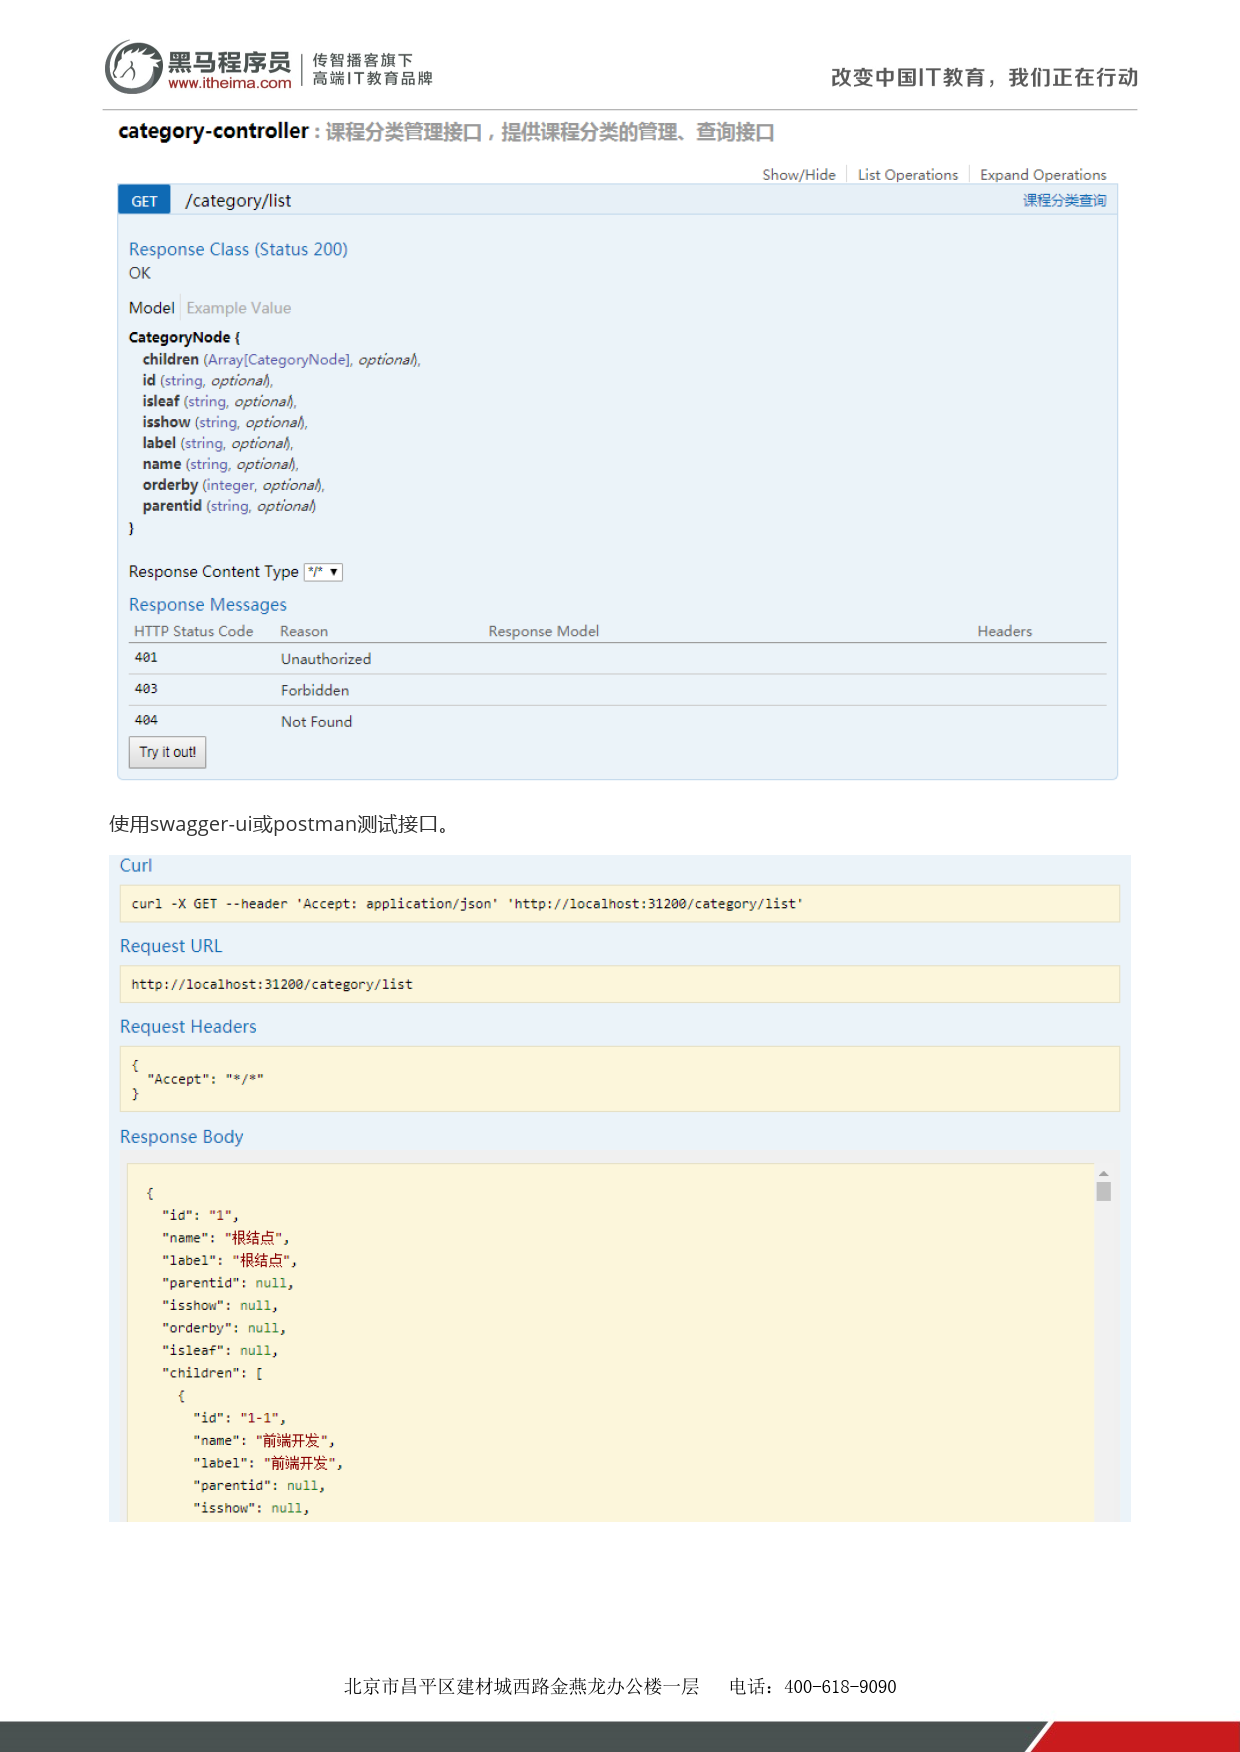 黑马程序员
www.itheima.com
传智播客旗下
高端IT教育品牌
改变中国IT教育，我们正在行动
category-controller : 课程分类管理接口，提供课程分类的管理、查询接口
Show/Hide List Operations Expand Operations
GET /category/list 课程分类查询
Response Class (Status 200)
OK
Model Example Value
CategoryNode {
children (Array[CategoryNode], optional),
id (string, optional),
isleaf (string, optional),
isshow (string, optional),
label (string, optional),
name (string, optional),
orderby (integer, optional),
parentid (string, optional)
}
Response Content Type */* ▼
Response Messages
HTTP Status Code Reason Response Model Headers
401 Unauthorized
403 Forbidden
404 Not Found
Try it out!
使用swagger-ui或postman测试接口。
Curl
curl -X GET --header 'Accept: application/json' 'http://localhost:31200/category/list'
Request URL
http://localhost:31200/category/list
Request Headers
{
"Accept": "*/*"
}
Response Body
{
"id": "1",
"name": "根结点",
"label": "根结点",
"parentid": null,
"isshow": null,
"orderby": null,
"isleaf": null,
"children": [
{
"id": "1-1",
"name": "前端开发",
"label": "前端开发",
"parentid": null,
"isshow": null,
北京市昌平区建材城西路金燕龙办公楼一层 电话：400-618-9090